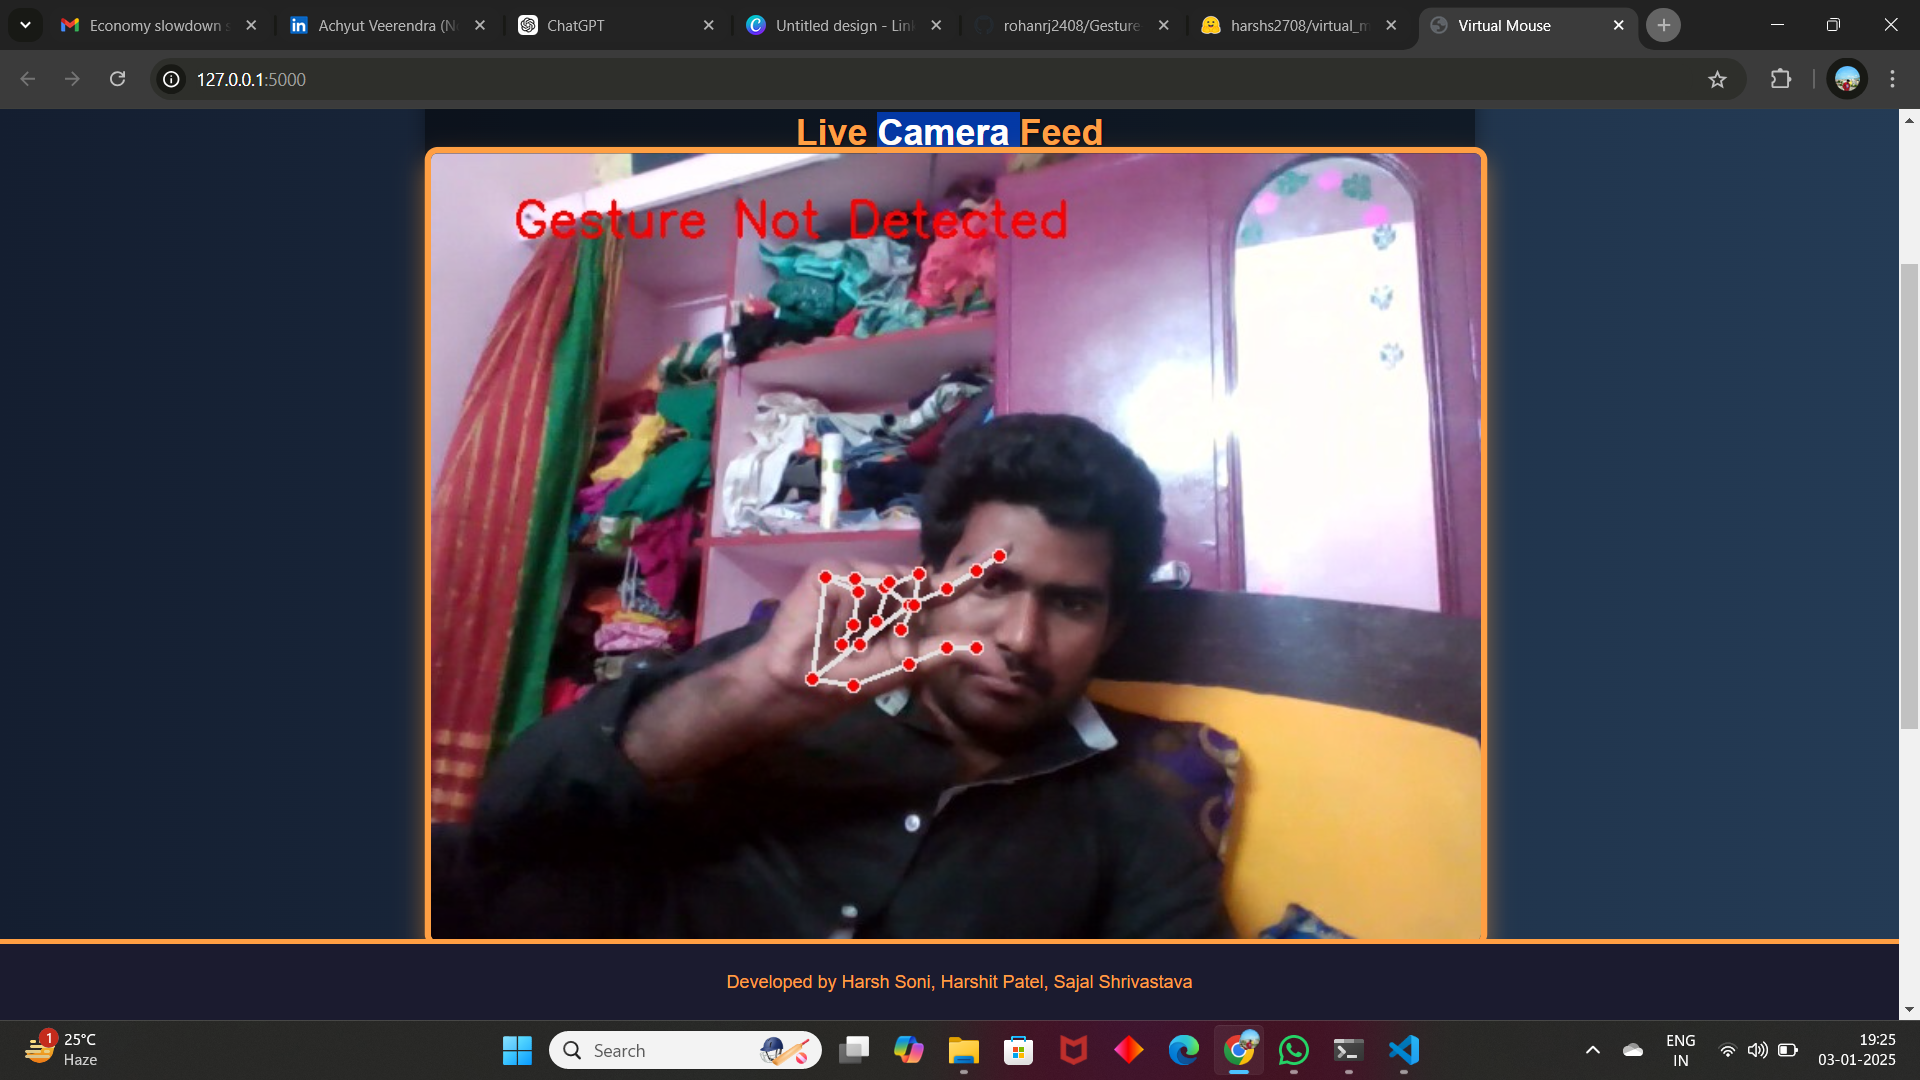 Economy slowdown s
Achyut Veerendra (N
ChatGPT
Untitled design - Lin
rohanrj2408/Gesture
harshs2708/virtual_m
Virtual Mouse
127.0.0.1:5000
Live Camera Feed
Gesture Not Detected
Developed by Harsh Soni, Harshit Patel, Sajal Shrivastava
1
25°C
Haze
Search
ENG
IN
19:25
03-01-2025